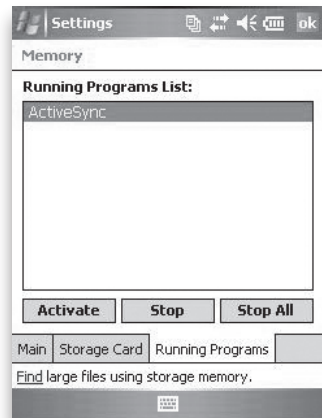 Settings
ok
Memory
Running Programs List:
ActiveSync
Activate Stop Stop All
Main Storage Card Running Programs
Find large files using storage memory.